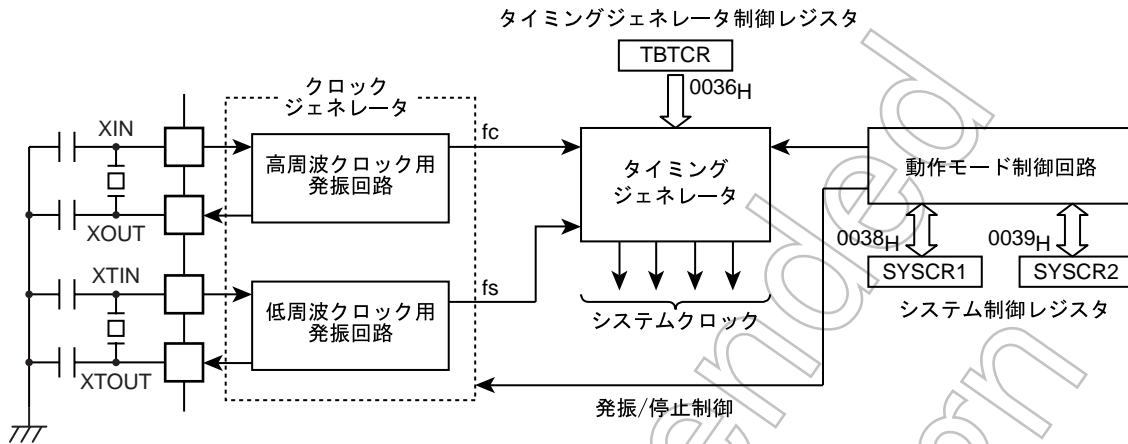 タイミングジェネレータ制御レジスタ
TBTCR
0036H
クロック
ジェネレータ
XIN
高周波クロック用
発振回路
fc
タイミング
ジェネレータ
動作モード制御回路
XOUT
0038H
0039H
XTIN
低周波クロック用
発振回路
fs
SYSCR1
SYSCR2
システムクロック
システム制御レジスタ
XTOUT
発振/停止制御